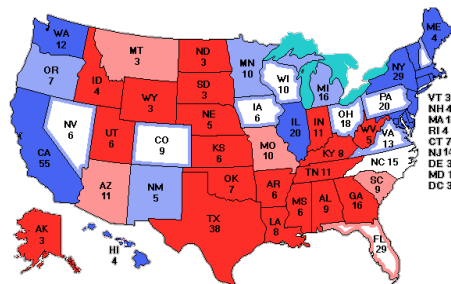 WA
12
OR
7
CA
55
NV
6
ID
4
MT
3
WY
3
UT
6
AZ
11
CO
9
NM
5
ND
3
SD
3
NE
5
KS
6
OK
7
TX
38
MN
10
IA
6
MO
10
AR
6
LA
8
WI
10
IL
20
MI
16
IN
11
OH
18
KY 8
TN 11
MS
6
AL
9
GA
16
FL
29
SC
9
NC 15
VA
13
WV
5
PA
20
NY
29
ME
4
VT 3
NH 4
MA 1
RI 4
CT 7
NJ 14
DE 3
MD 1
DC 3
AK
3
HI
4